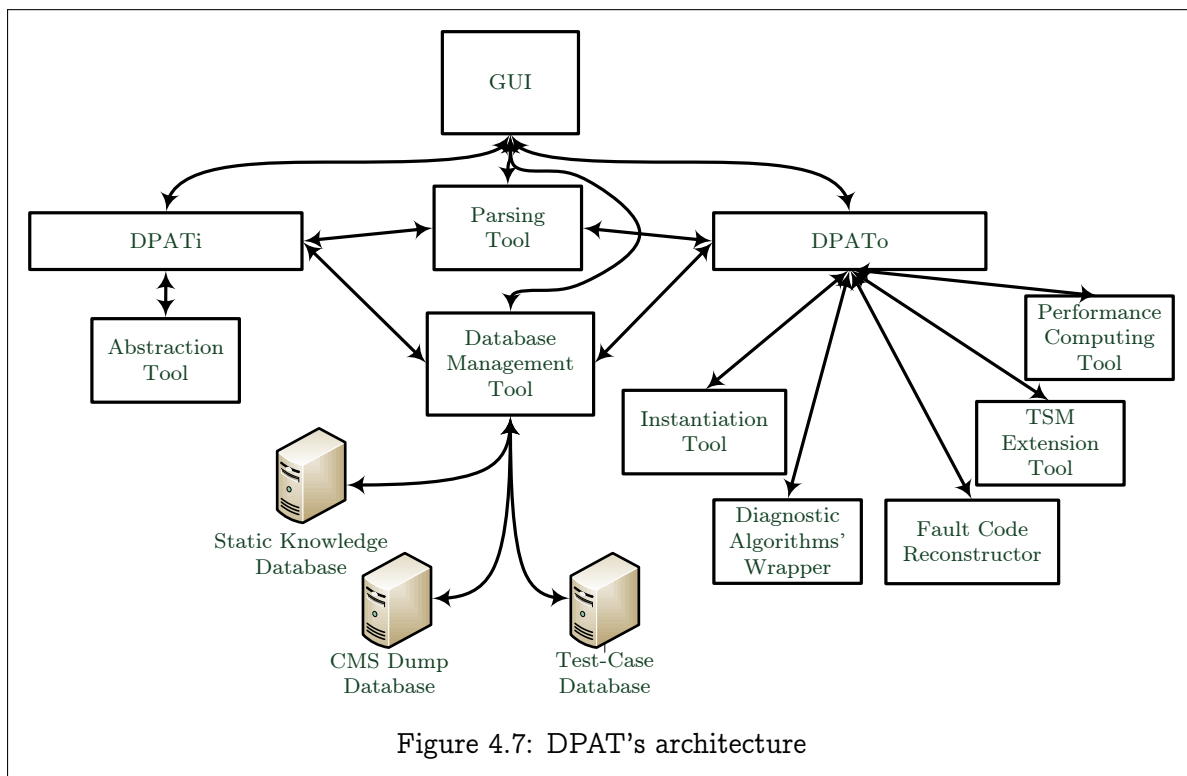 GUI
DPATi
Parsing
Tool
DPATo
Abstraction
Tool
Database
Management
Tool
Performance
Computing
Tool
Instantiation
Tool
TSM
Extension
Tool
Diagnostic
Algorithms'
Wrapper
Fault Code
Reconstructor
Static Knowledge
Database
CMS Dump
Database
Test-Case
Database
Figure 4.7: DPAT's architecture